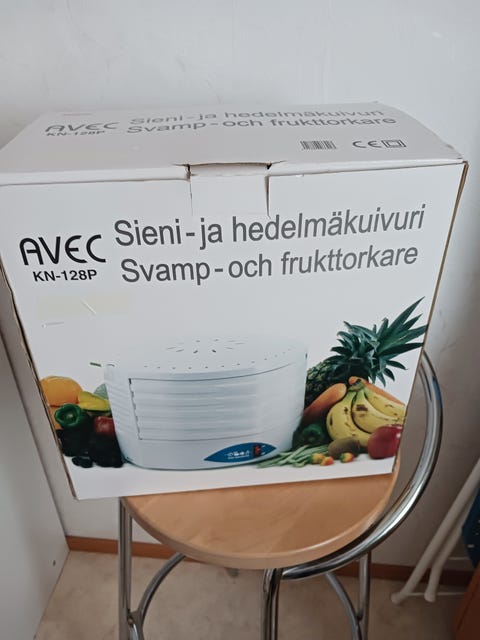 AVEC Sieni- ja hedelmäkuivuri
KN-128P Svamp- och frukttorkare
CE
AVEC Sieni- ja hedelmäkuivuri
KN-128P Svamp- och frukttorkare